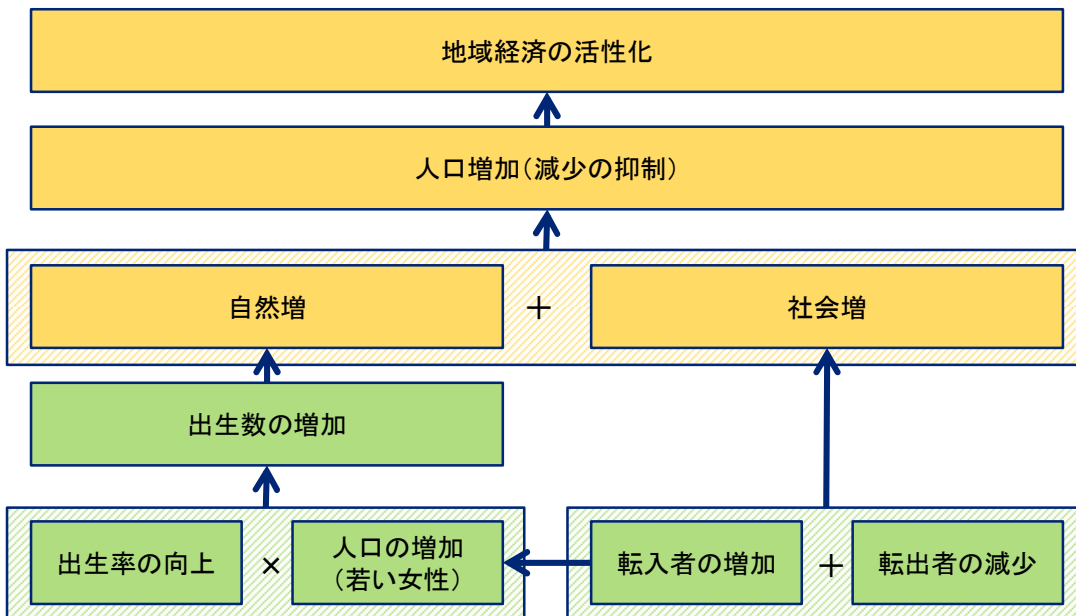 地域経済の活性化
人口増加(減少の抑制)
自然増
+
社会増
出生数の増加
出生率の向上
×
人口の増加
(若い女性)
転入者の増加
+
転出者の減少